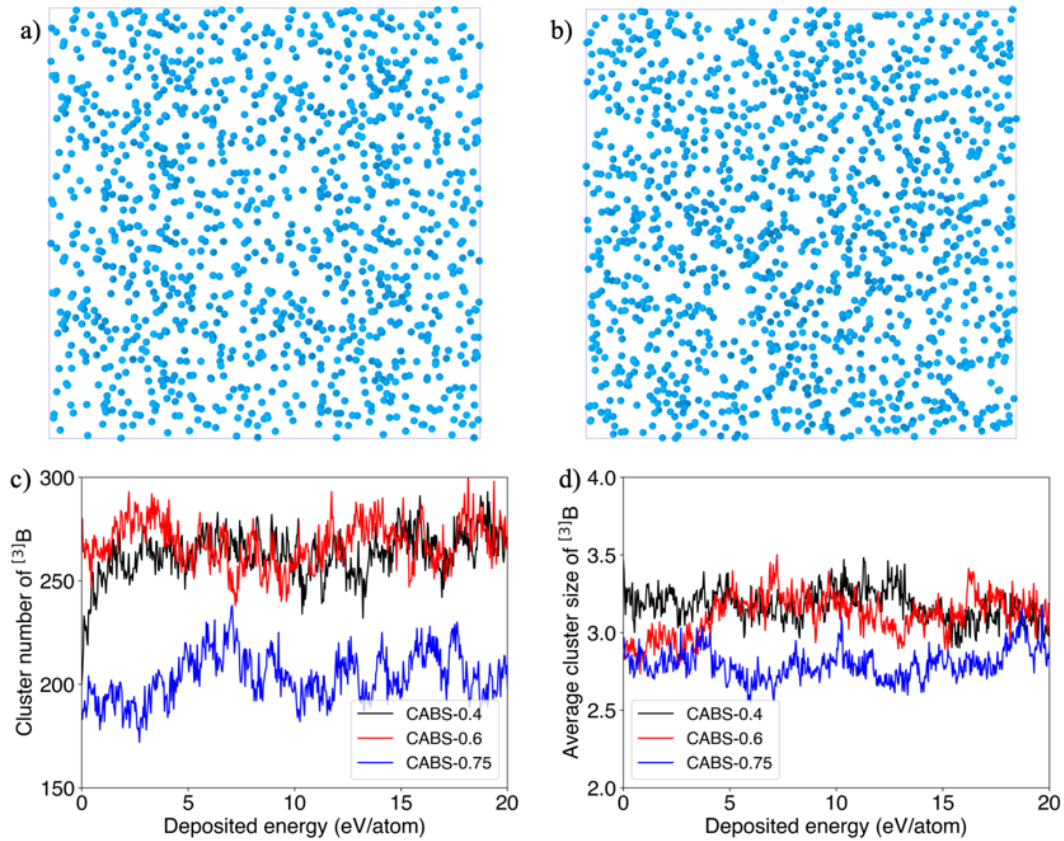 a)
b)
c)
300
250
200
150
Cluster number of [3]B
0
5
10
15
20
Deposited energy (eV/atom)
CABS-0.4
CABS-0.6
CABS-0.75
d)
4.0
3.5
3.0
2.5
2.0
Average cluster size of [3]B
0
5
10
15
20
Deposited energy (eV/atom)
CABS-0.4
CABS-0.6
CABS-0.75